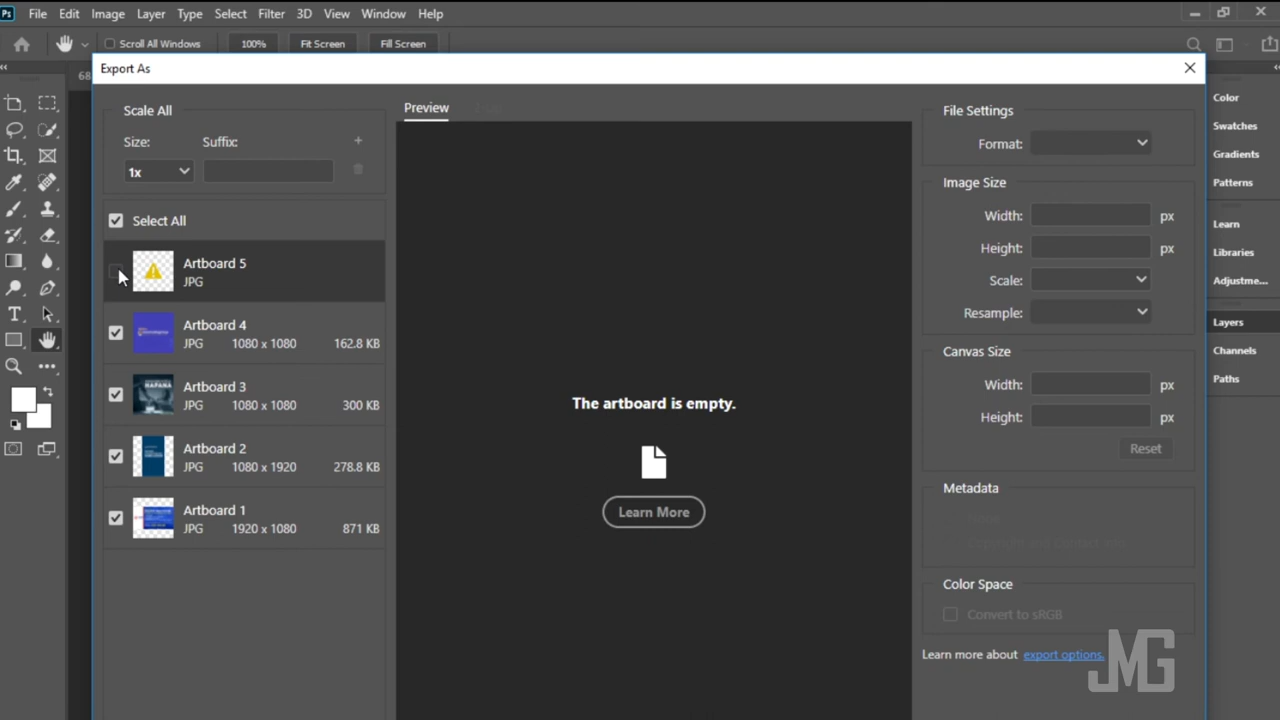 Ps File Edit Image Layer Type Select Filter 3D View Window Help
Scroll All Windows 100% Fit Screen Fill Screen
68
Export As
Scale All
Size: Suffix:
1x
Select All
Artboard 5
JPG
Artboard 4
JPG 1080 x 1080 162.8 KB
Artboard 3
JPG 1080 x 1080 300 KB
Artboard 2
JPG 1080 x 1920 278.8 KB
Artboard 1
JPG 1920 x 1080 871 KB
Preview
The artboard is empty.
Learn More
File Settings
Format:
Image Size
Width: px
Height: px
Scale:
Resample:
Canvas Size
Width: px
Height: px
Reset
Metadata
Color Space
Convert to sRGB
Learn more about export options.
Color
Swatches
Gradients
Patterns
Learn
Libraries
Adjustme...
Layers
Channels
Paths
JMG